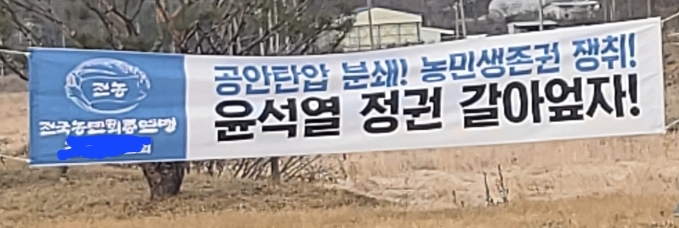 전농
전국농민회총연맹
회
공안탄압 분쇄! 농민생존권 쟁취!
윤석열 정권 갈아엎자!